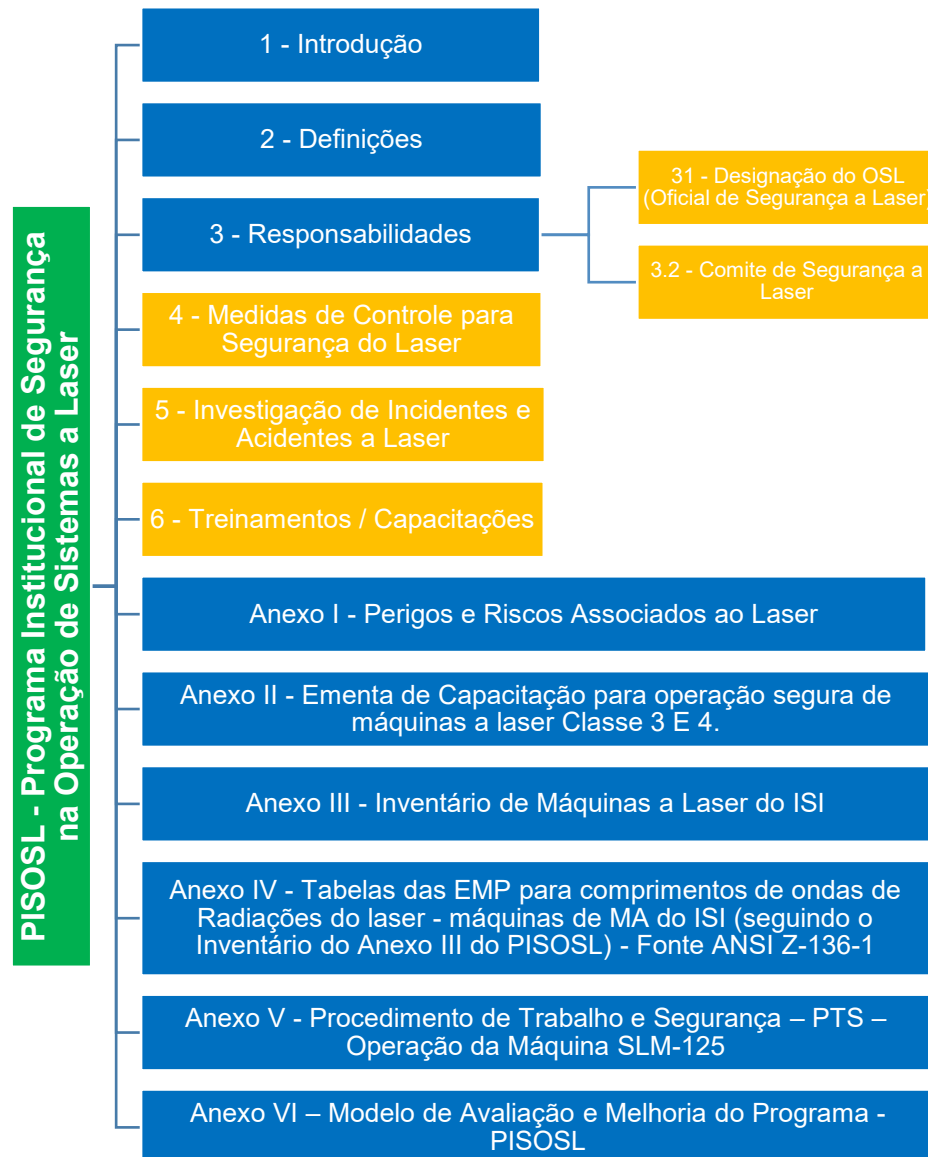 PISOSL - Programa Institucional de Segurança
na Operação de Sistemas a Laser
1 - Introdução
2 - Definições
3 - Responsabilidades
31 - Designação do OSL
(Oficial de Segurança a Laser)
3.2 - Comite de Segurança a
Laser
4 - Medidas de Controle para
Segurança do Laser
5 - Investigação de Incidentes e
Acidentes a Laser
6 - Treinamentos / Capacitações
Anexo I - Perigos e Riscos Associados ao Laser
Anexo II - Ementa de Capacitação para operação segura de
máquinas a laser Classe 3 E 4.
Anexo III - Inventário de Máquinas a Laser do ISI
Anexo IV - Tabelas das EMP para comprimentos de ondas de
Radiações do laser - máquinas de MA do ISI (seguindo o
Inventário do Anexo III do PISOSL) - Fonte ANSI Z-136-1
Anexo V - Procedimento de Trabalho e Segurança – PTS –
Operação da Máquina SLM-125
Anexo VI – Modelo de Avaliação e Melhoria do Programa -
PISOSL